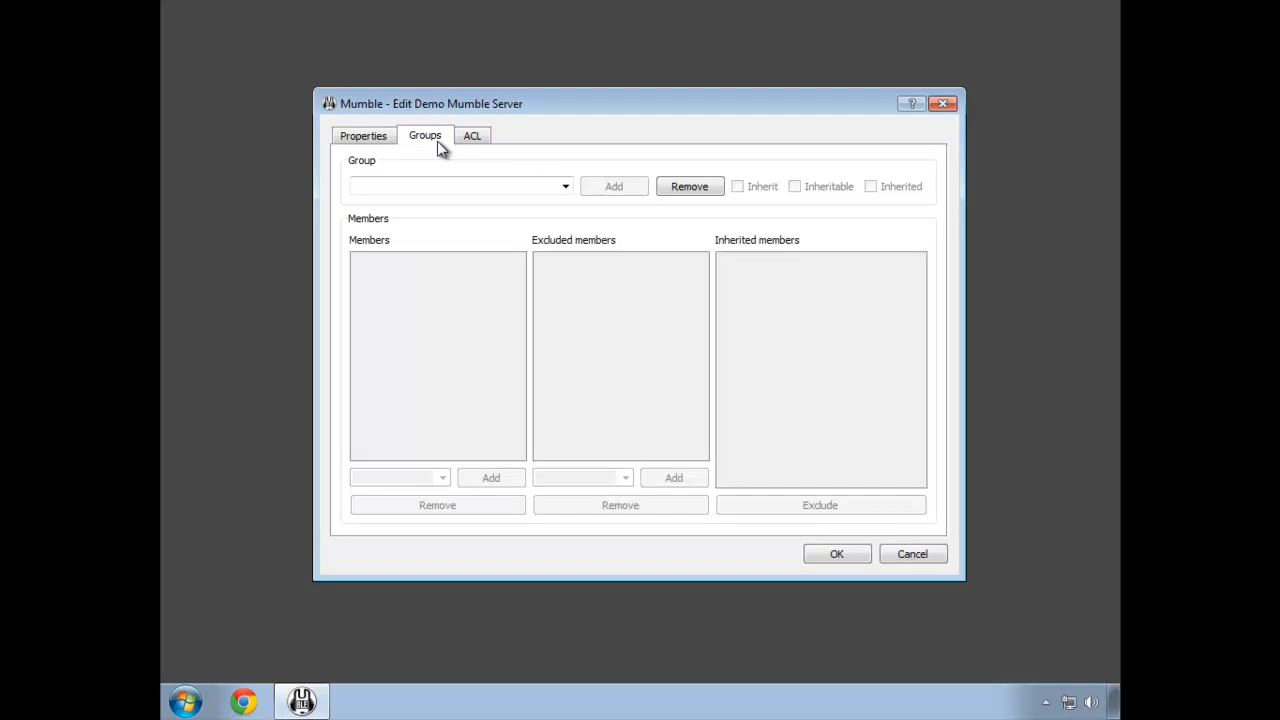 Mumble - Edit Demo Mumble Server
?
Properties Groups ACL
Group
Add Remove Inherit Inheritable Inherited
Members
Members Excluded members Inherited members
Add Add
Remove Remove Exclude
OK Cancel
BLE